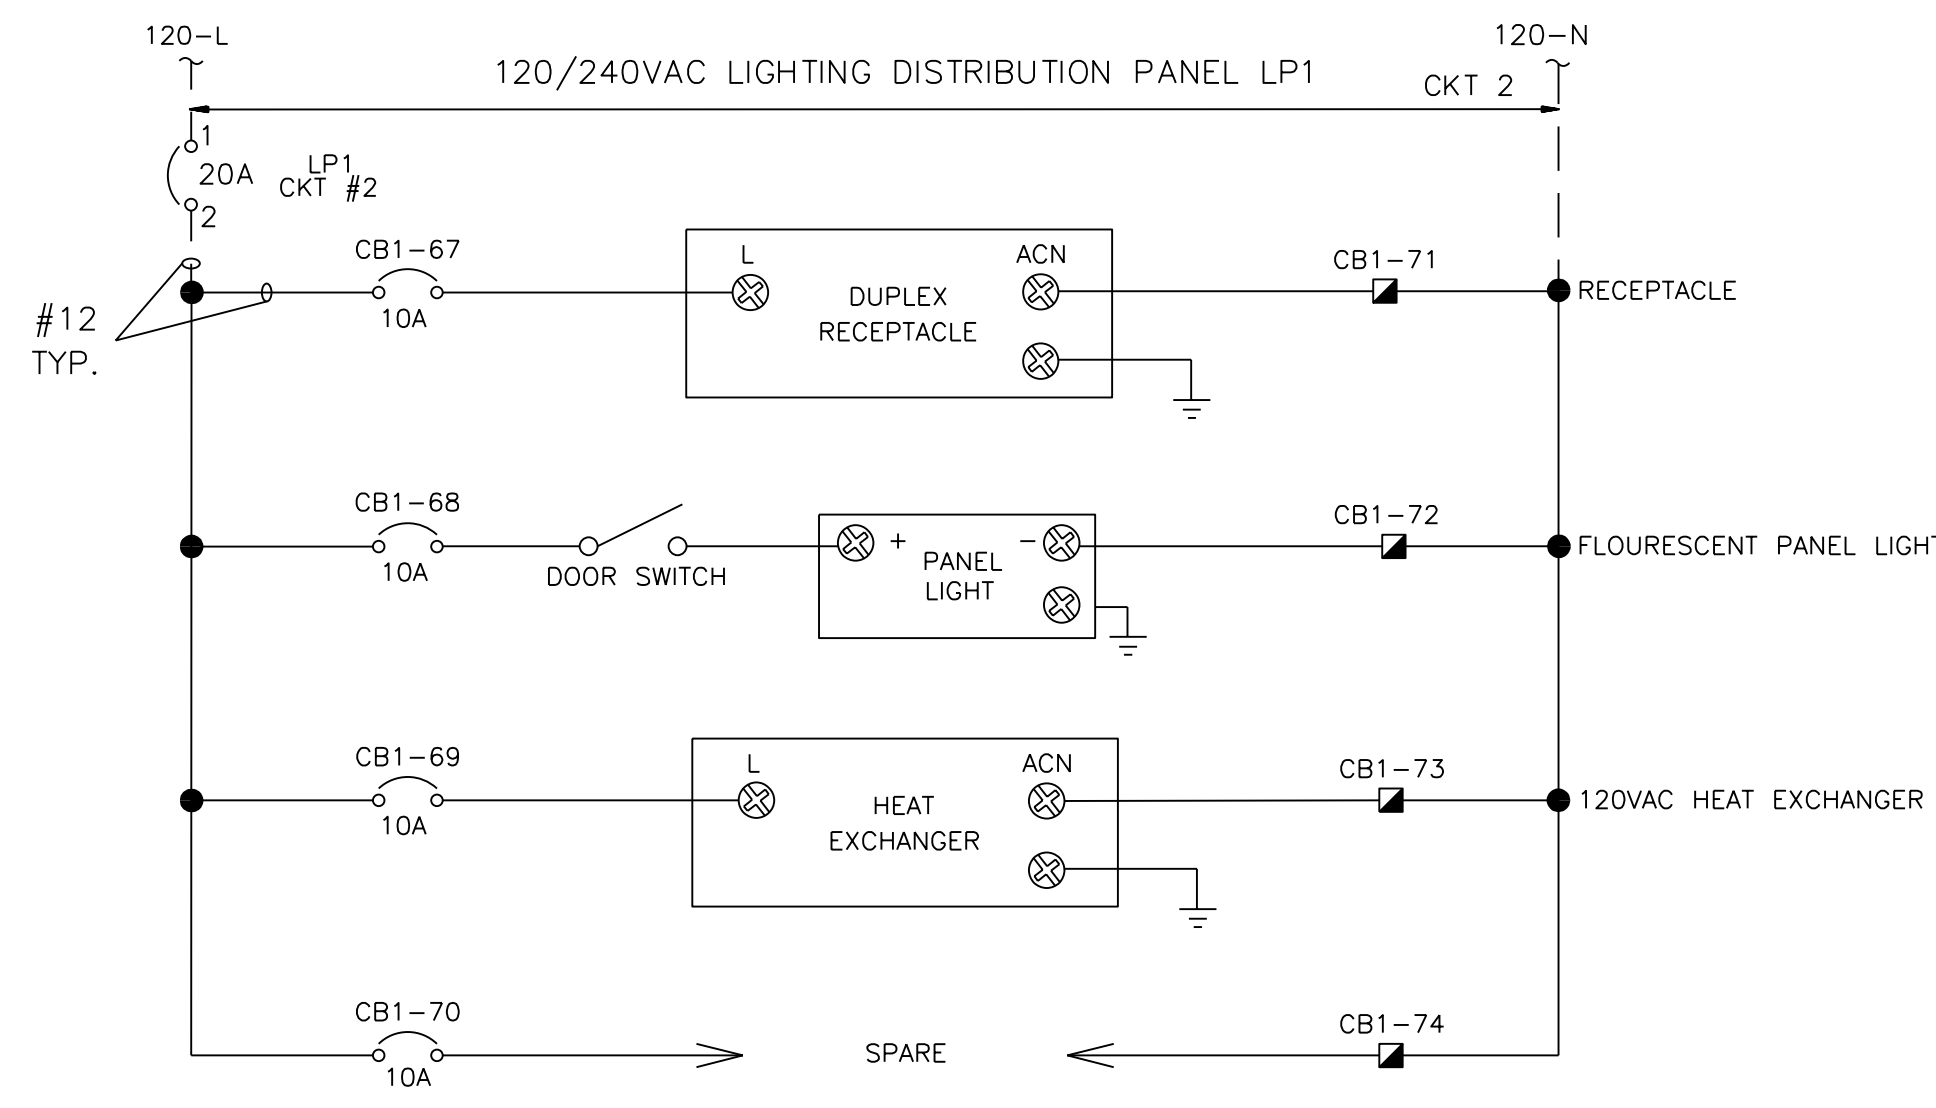 120-L
120-N
120/240VAC LIGHTING DISTRIBUTION PANEL LP1
CKT 2
1
20A
LP1
CKT #2
2
CB1-67
10A
L
ACN
DUPLEX
RECEPTACLE
CB1-71
RECEPTACLE
#12
TYP.
CB1-68
10A
DOOR SWITCH
+
-
PANEL
LIGHT
CB1-72
FLOURESCENT PANEL LIGHT
CB1-69
10A
L
ACN
HEAT
EXCHANGER
CB1-73
120VAC HEAT EXCHANGER
CB1-70
10A
SPARE
CB1-74